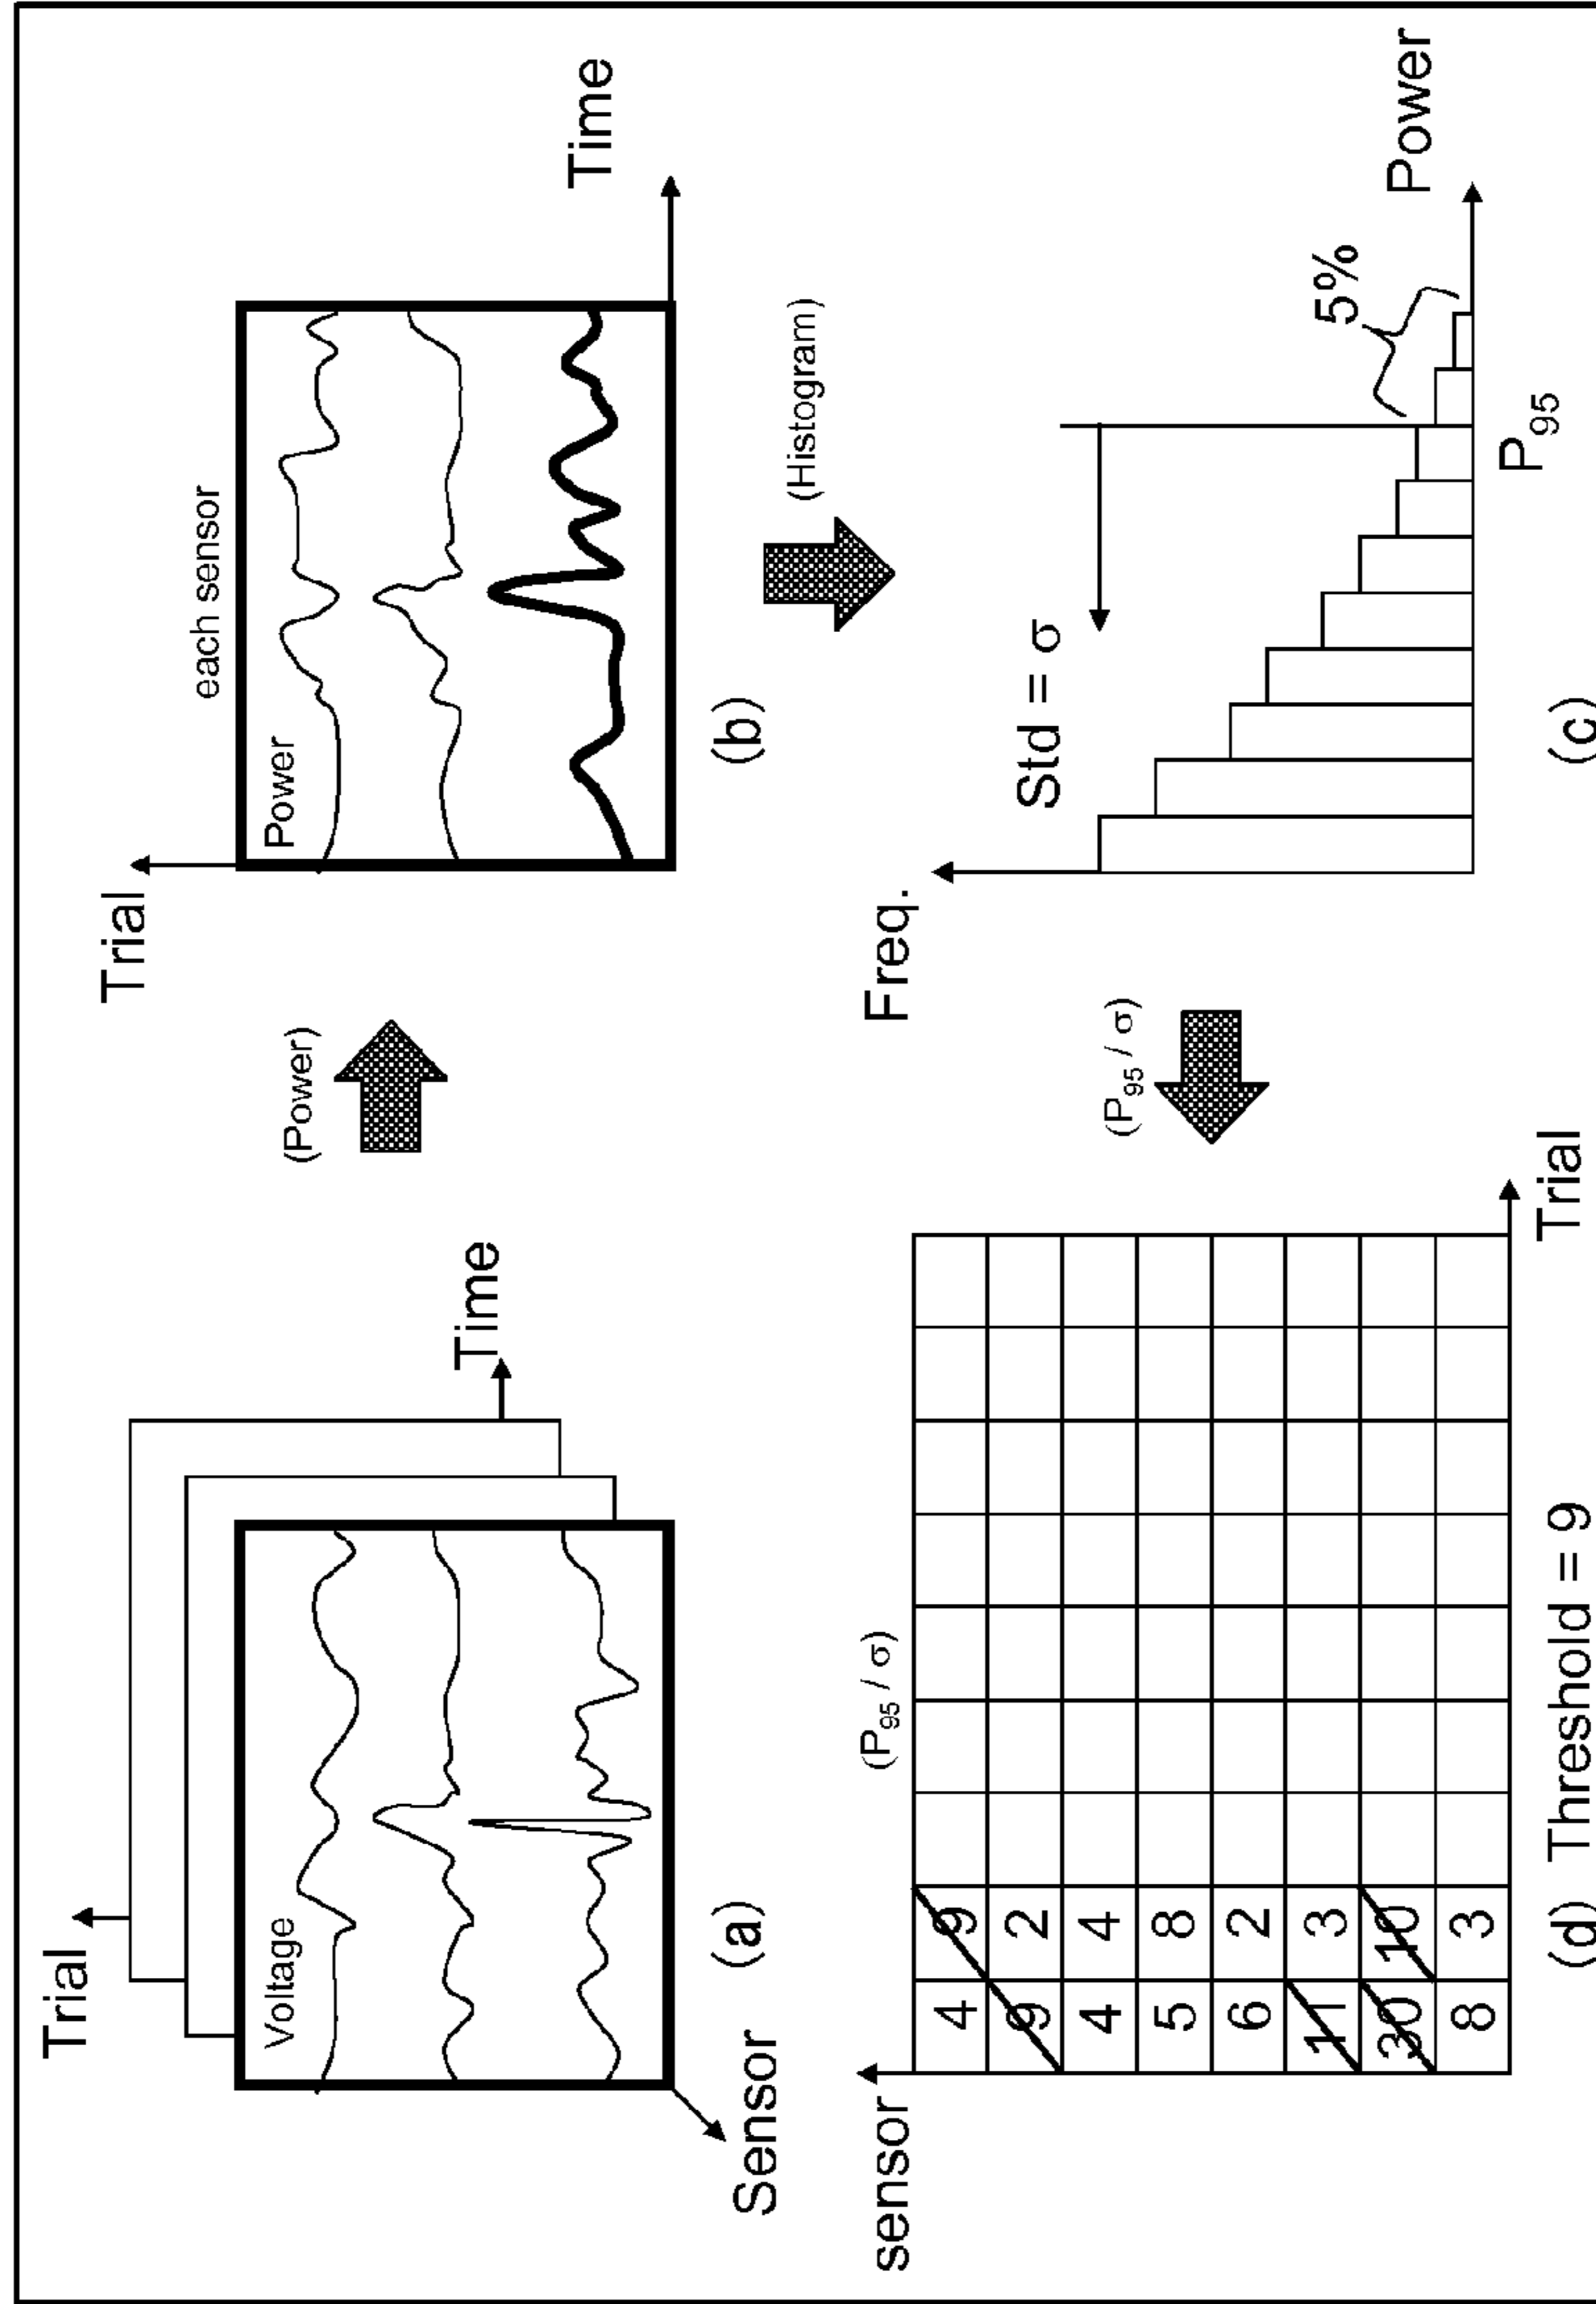 Trial
Voltage
Time
Sensor
(a)
(Power)
Trial
each sensor
Power
Time
(b)
(Histogram)
Freq.
Std = σ
5%
Power
P95
(c)
(P95 / σ)
sensor
(P95 / σ)
4 9
9 2
4 4
5 8
6 2
11 3
30 10
8 3
Trial
(d) Threshold = 9